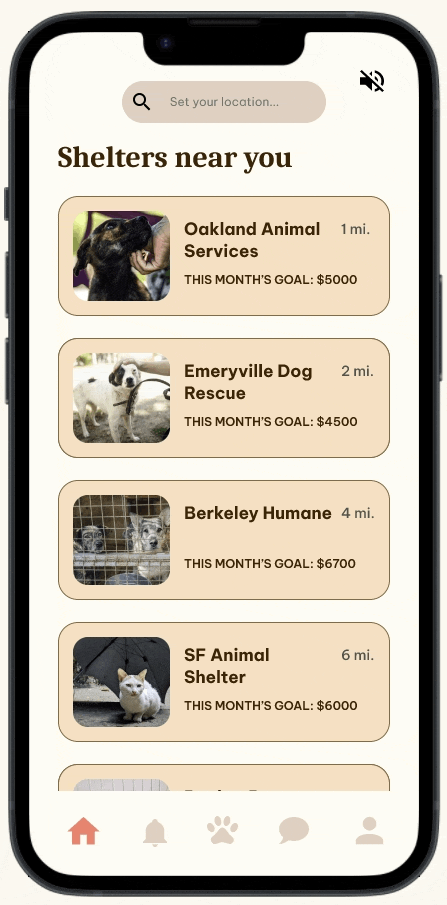 Set your location...
Shelters near you
Oakland Animal 1 mi.
Services
THIS MONTH'S GOAL: $5000
Emeryville Dog 2 mi.
Rescue
THIS MONTH'S GOAL: $4500
Berkeley Humane 4 mi.
THIS MONTH'S GOAL: $6700
SF Animal 6 mi.
Shelter
THIS MONTH'S GOAL: $6000